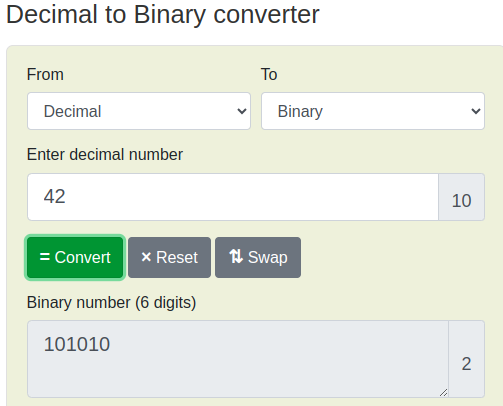 Decimal to Binary converter
From To
Decimal Binary
Enter decimal number
42 10
= Convert × Reset ⇅ Swap
Binary number (6 digits)
101010
2